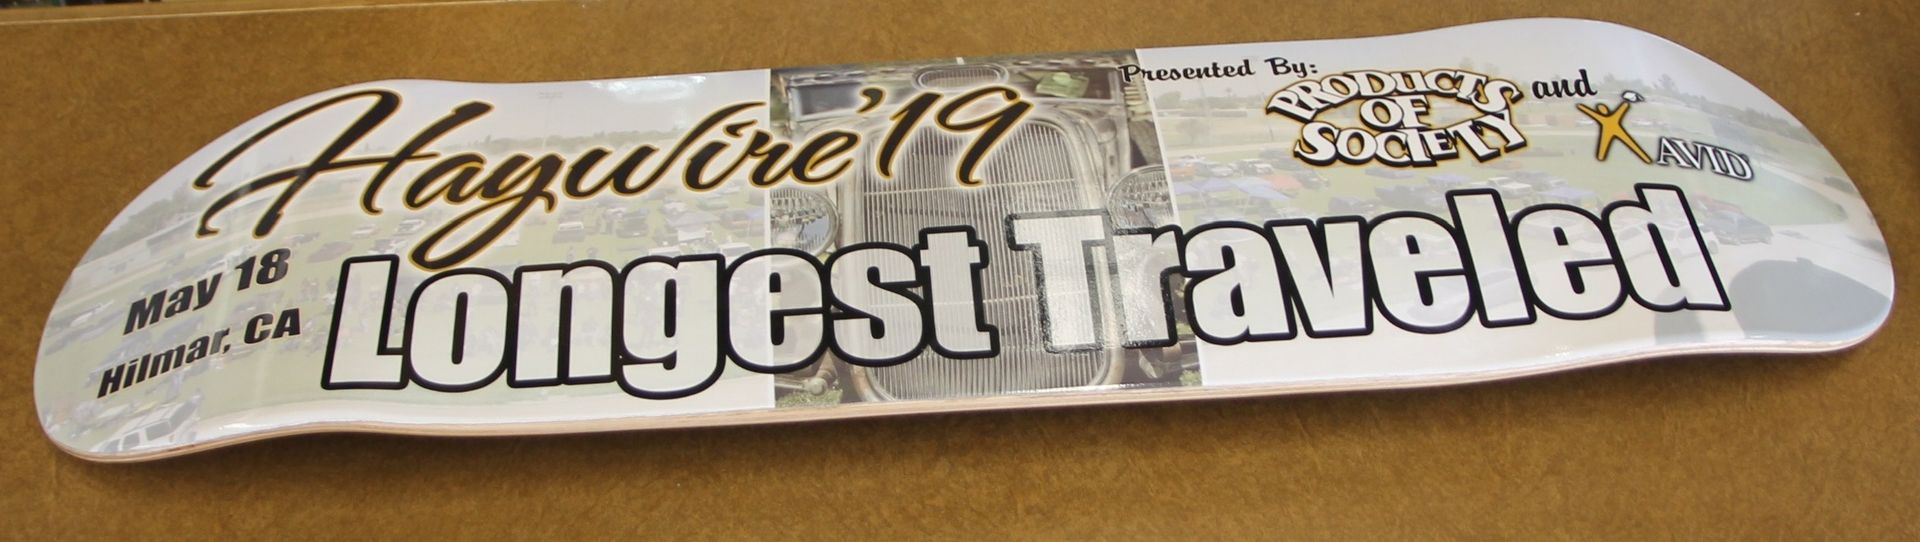 Haywire '19
Presented By:
PRODUCTS
OF
SOCIETY
and
AVID
May 18
Hilmar, CA
Longest Traveled